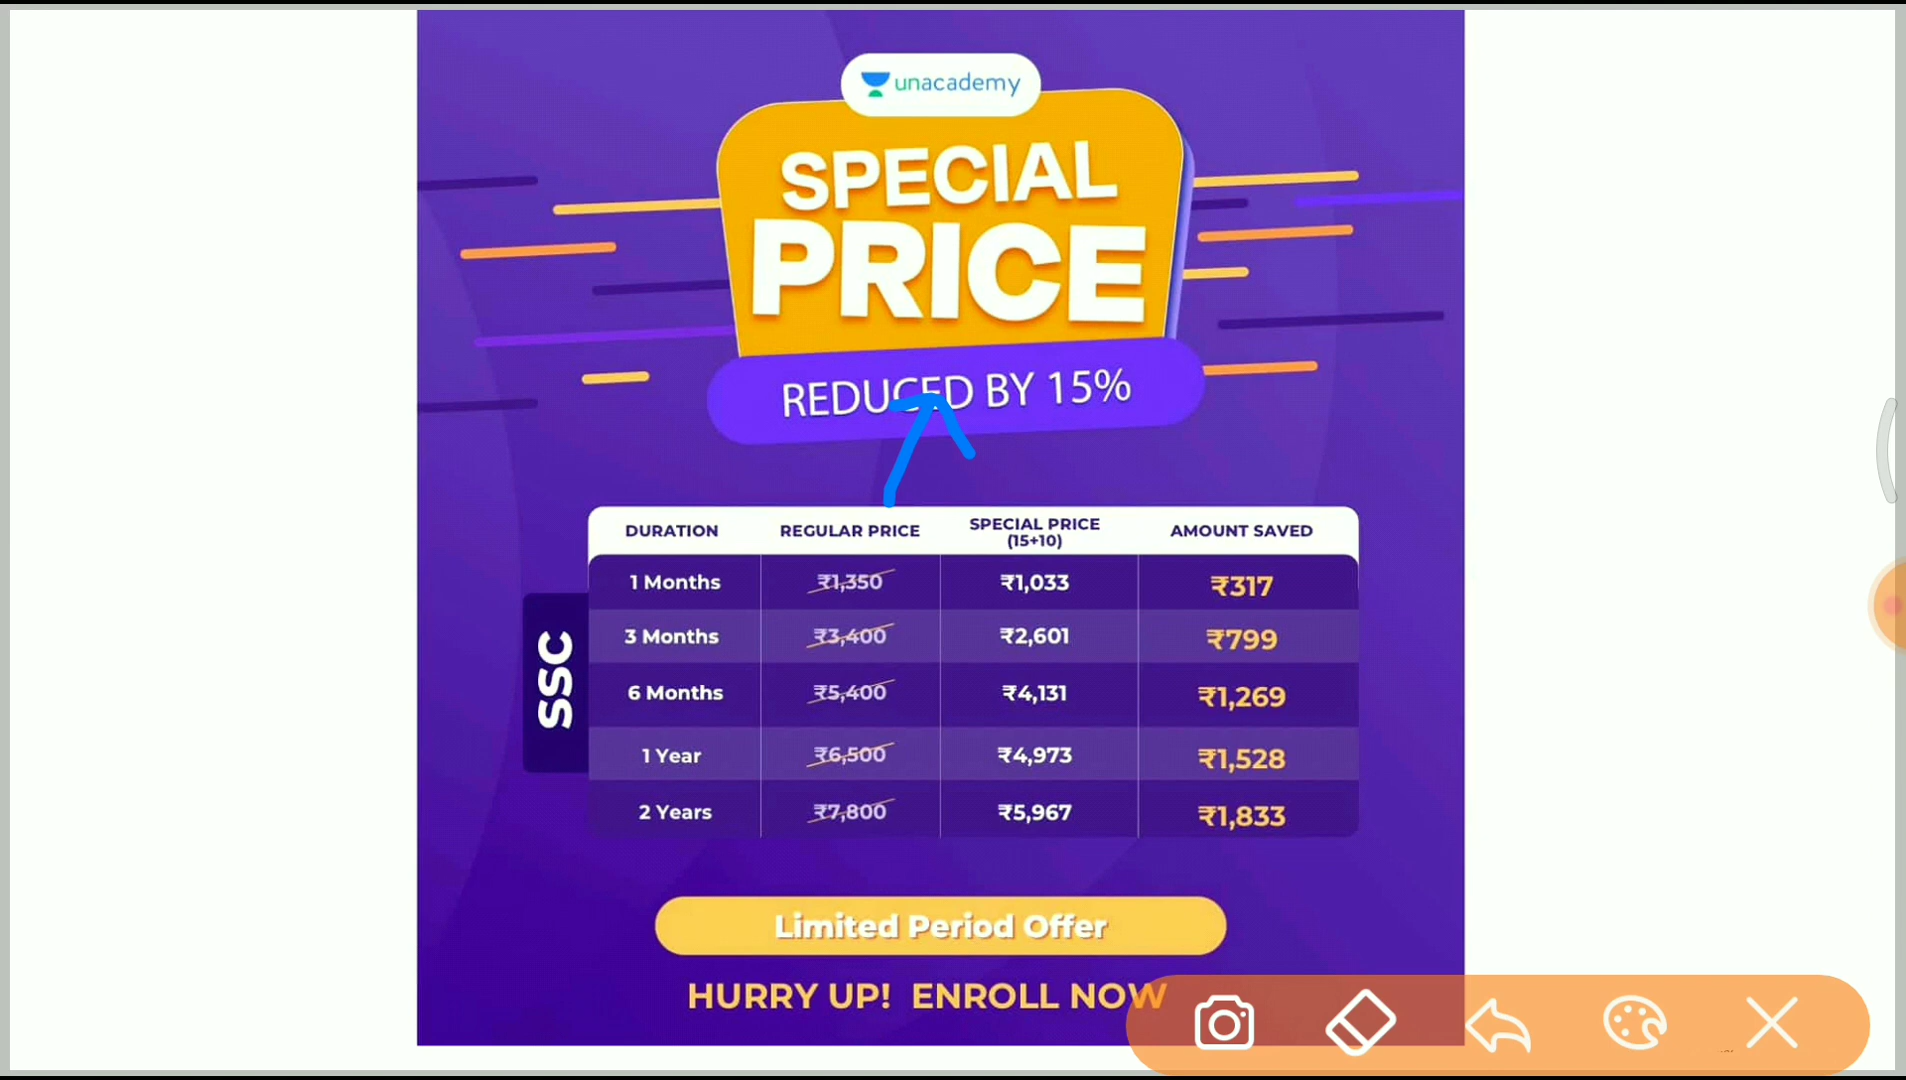 unacademy
SPECIAL
PRICE
REDUCED BY 15%
DURATION REGULAR PRICE SPECIAL PRICE (15+10) AMOUNT SAVED
SSC
1 Months ₹1,350 ₹1,033 ₹317
3 Months ₹3,400 ₹2,601 ₹799
6 Months ₹5,400 ₹4,131 ₹1,269
1 Year ₹6,500 ₹4,973 ₹1,528
2 Years ₹7,800 ₹5,967 ₹1,833
Limited Period Offer
HURRY UP! ENROLL NOW